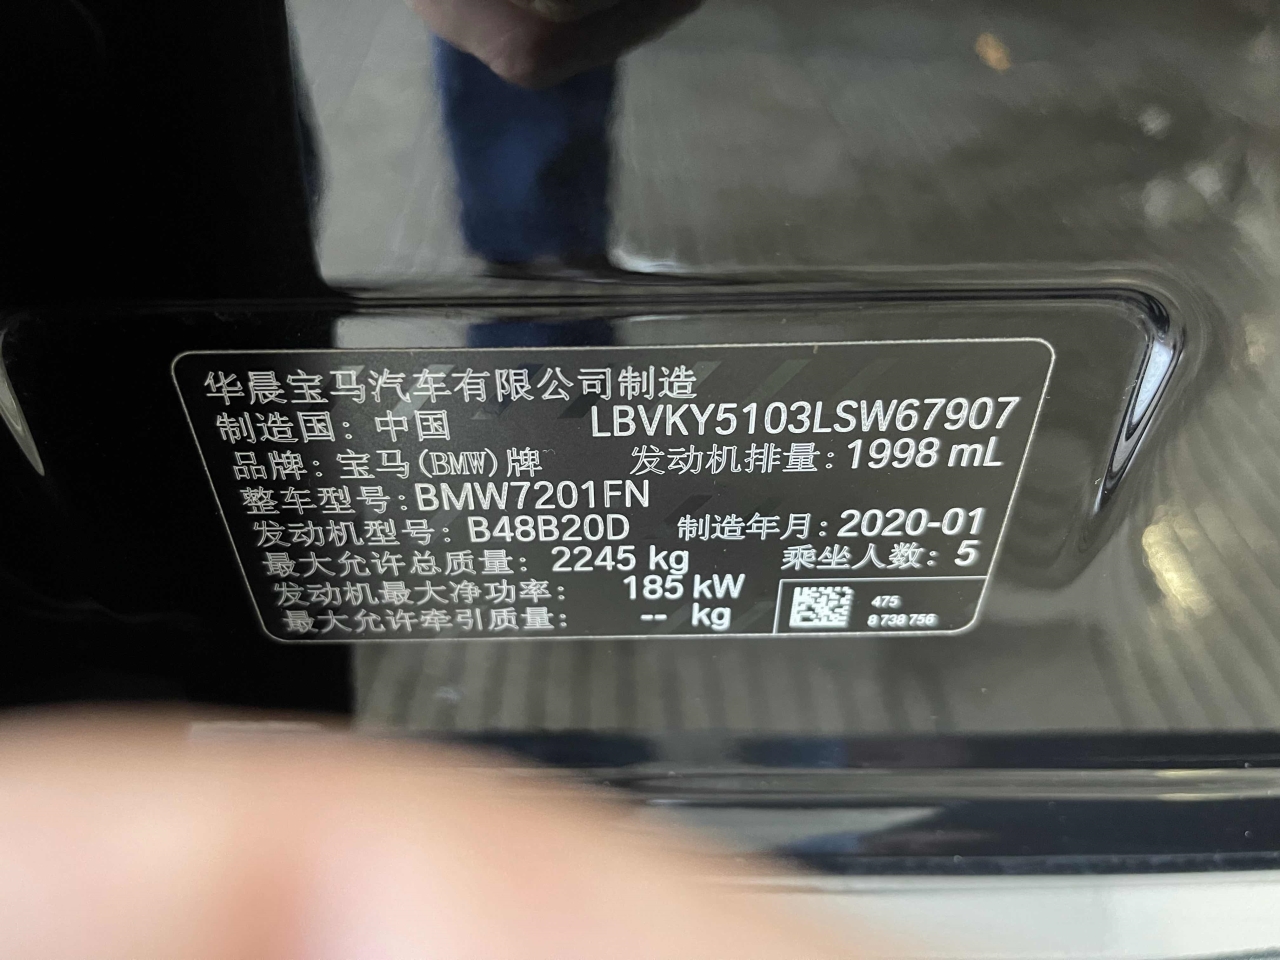 华晨宝马汽车有限公司制造
制造国：中国 LBVKY5103LSW67907
品牌：宝马(BMW)牌 发动机排量：1998 mL
整车型号：BMW7201FN
发动机型号：B48B20D 制造年月：2020-01
最大允许总质量：2245 kg 乘坐人数：5
发动机最大净功率：185 kW
最大允许牵引质量：-- kg
475
8 738 756